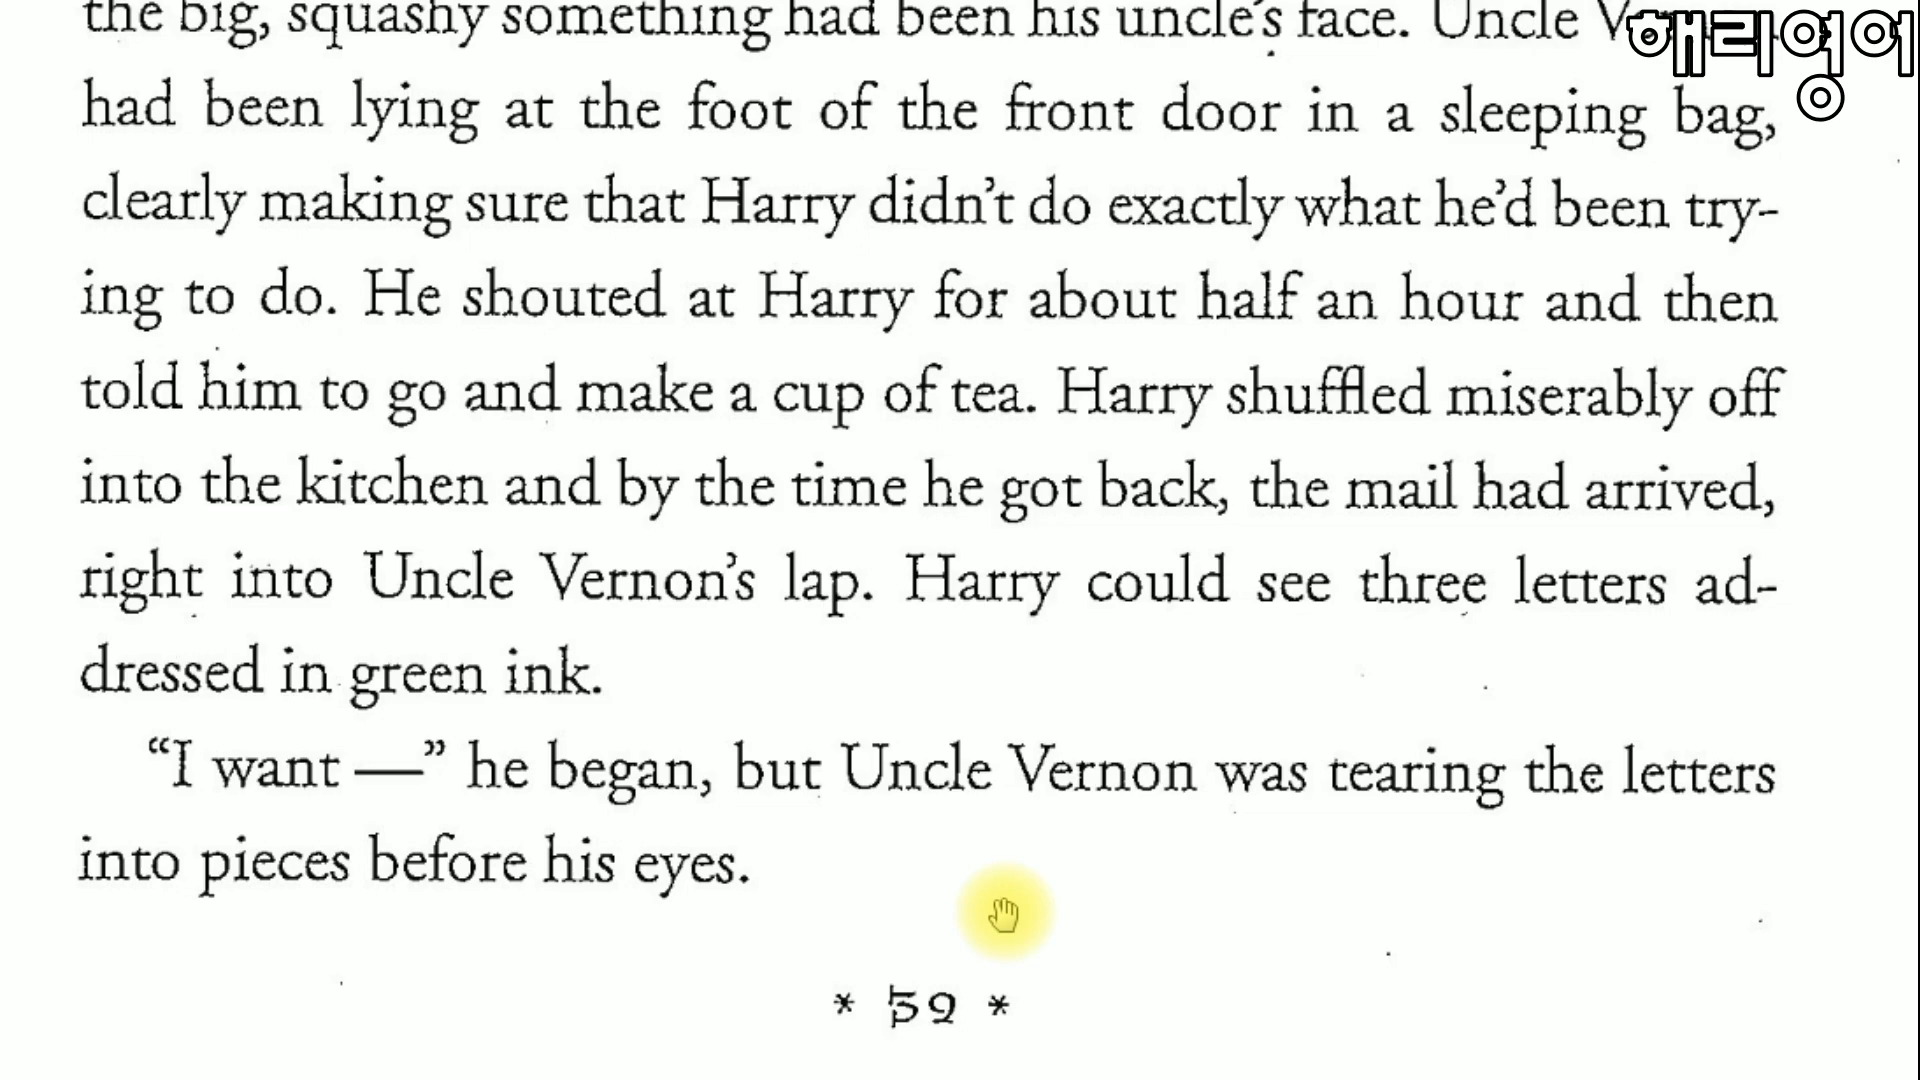 the big, squashy something had been his uncle's face. Uncle
had been lying at the foot of the front door in a sleeping bag,
clearly making sure that Harry didn't do exactly what he'd been try-
ing to do. He shouted at Harry for about half an hour and then
told him to go and make a cup of tea. Harry shuffled miserably off
into the kitchen and by the time he got back, the mail had arrived,
right into Uncle Vernon's lap. Harry could see three letters ad-
dressed in green ink.
“I want —” he began, but Uncle Vernon was tearing the letters
into pieces before his eyes.
* 39 *
해리영어